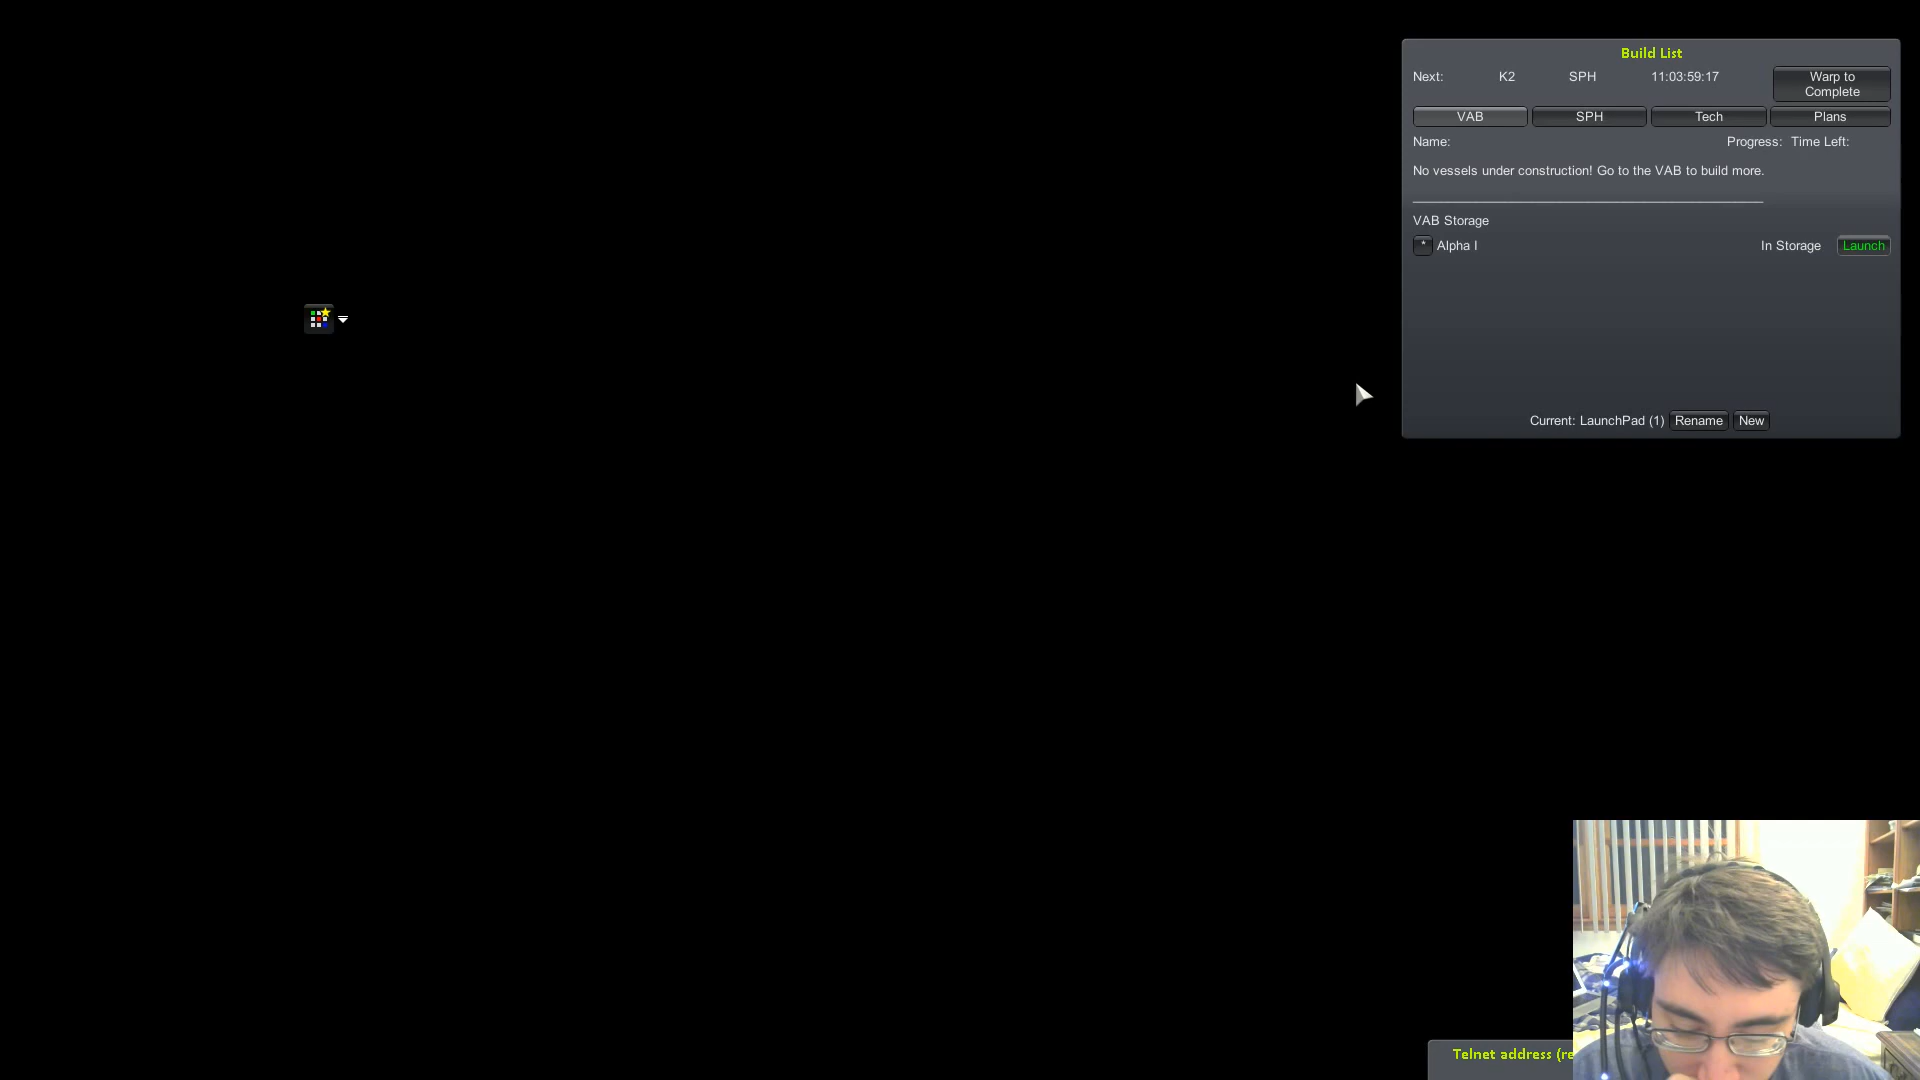 Build List
Next: K2 SPH 11:03:59:17 Warp to Complete
VAB SPH Tech Plans
Name: Progress: Time Left:
No vessels under construction! Go to the VAB to build more.
VAB Storage
* Alpha I In Storage Launch
Current: LaunchPad (1) Rename New
Telnet address (re